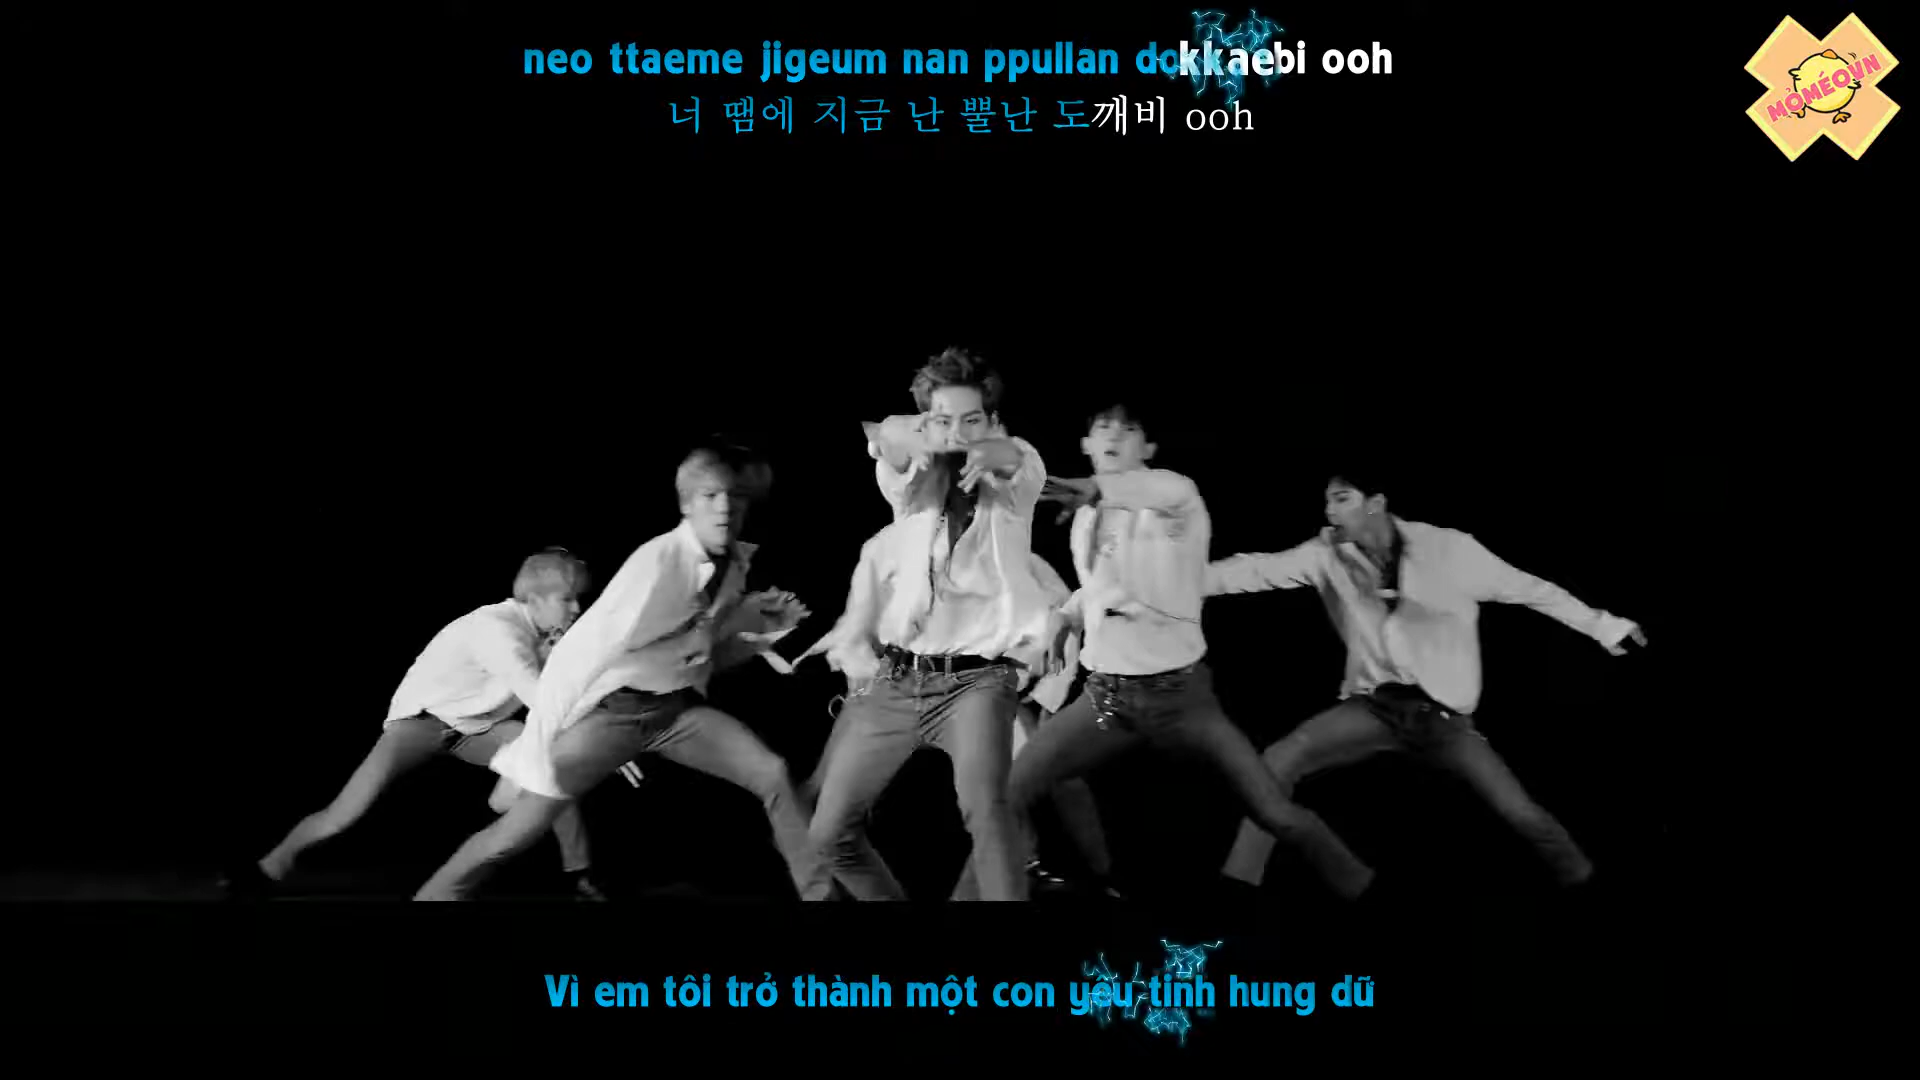 neo ttaeme jigeum nan ppullan dokkaebi ooh
너 땜에 지금 난 뿔난 도깨비 ooh
MỎMÉOVN
Vì em tôi trở thành một con yêu tinh hung dữ